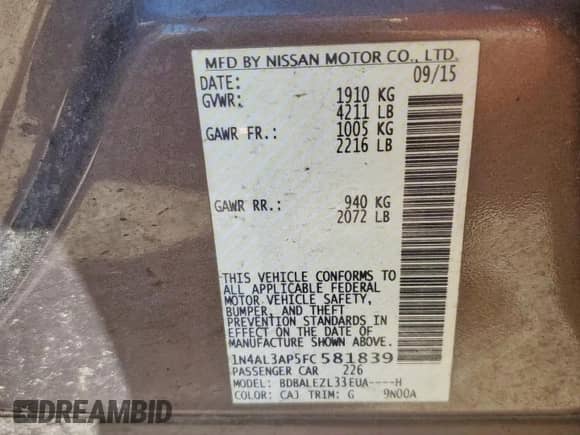 MFD BY NISSAN MOTOR CO., LTD.
DATE: 09/15
GVWR: 1910 KG
4211 LB
GAWR FR.: 1005 KG
2216 LB
GAWR RR.: 940 KG
2072 LB
THIS VEHICLE CONFORMS TO
ALL APPLICABLE FEDERAL
MOTOR VEHICLE SAFETY,
BUMPER, AND THEFT
PREVENTION STANDARDS IN
EFFECT ON THE DATE OF
MANUFACTURE SHOWN ABOVE.
1N4AL3AP5FC581839
PASSENGER CAR 226
MODEL: BDBALEZL33EUA----H
COLOR: CAJ TRIM: G 9N00A
DREAMBID
.COM